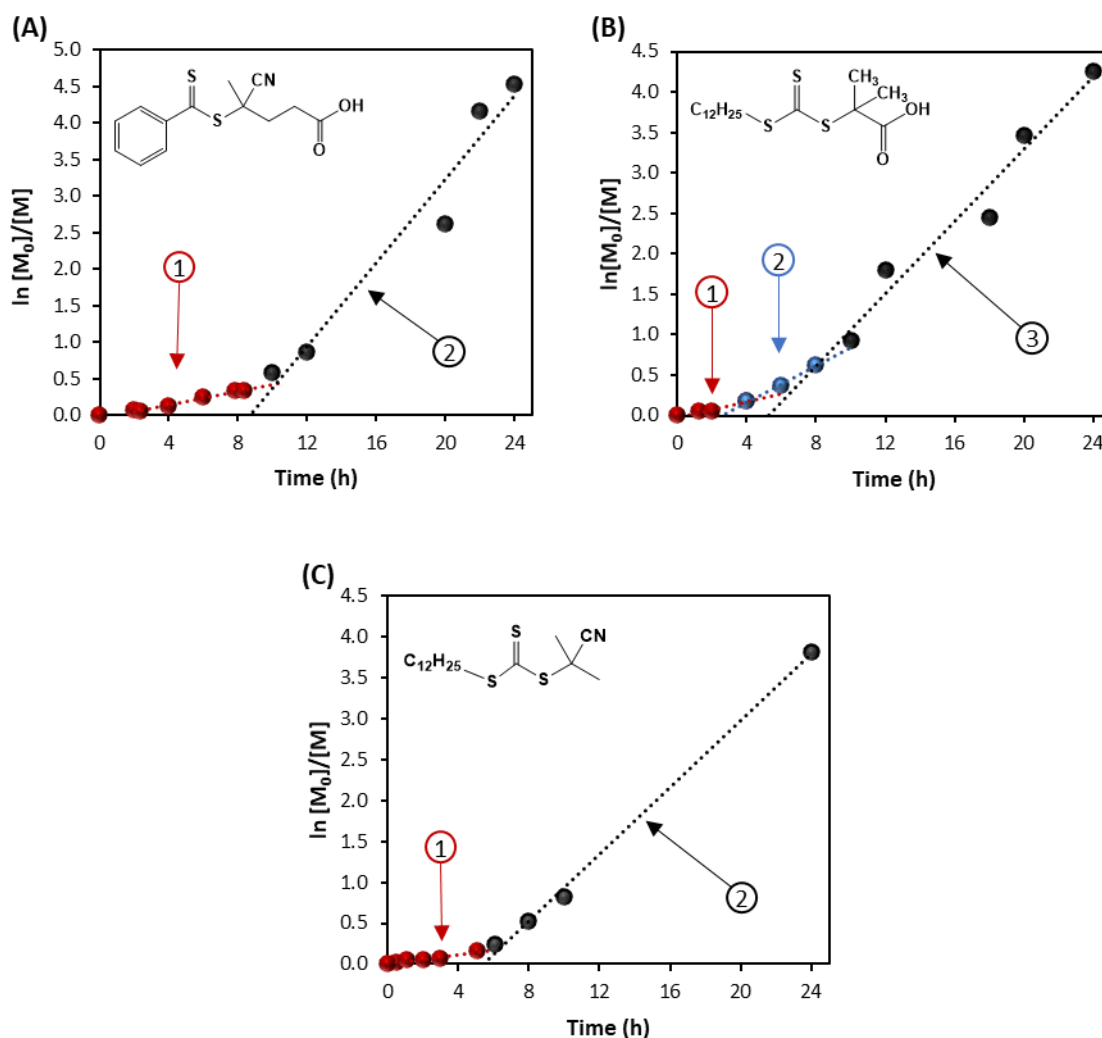 (A)
ln [M₀]/[M]
5.0
4.5
4.0
3.5
3.0
2.5
2.0
1.5
1.0
0.5
0.0
0 4 8 12 16 20 24
Time (h)
S
CN
S
OH
O
1
2
(B)
ln[M₀]/[M]
4.5
4.0
3.5
3.0
2.5
2.0
1.5
1.0
0.5
0.0
0 4 8 12 16 20 24
Time (h)
S
CH₃
CH₃
C₁₂H₂₅
S
S
OH
O
1
2
3
(C)
ln [M₀]/[M]
4.5
4.0
3.5
3.0
2.5
2.0
1.5
1.0
0.5
0.0
0 4 8 12 16 20 24
Time (h)
S
CN
C₁₂H₂₅
S
S
1
2